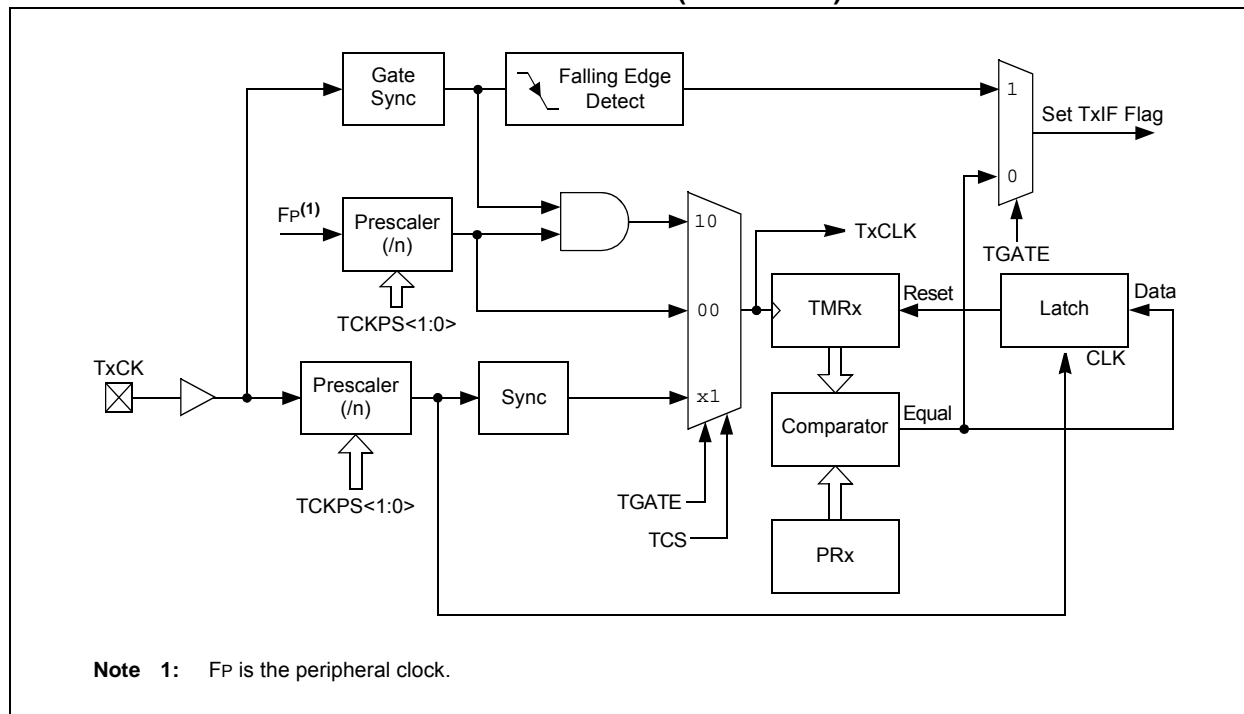 Gate
Sync
Falling Edge
Detect
1
Set TxIF Flag
0
FP(1)
Prescaler
(/n)
10
TxCLK
TGATE
TCKPS<1:0>
00
TMRx
Reset
Latch
Data
CLK
TxCK
Prescaler
(/n)
Sync
x1
Comparator
Equal
TCKPS<1:0>
TGATE
TCS
PRx
Note 1: FP is the peripheral clock.